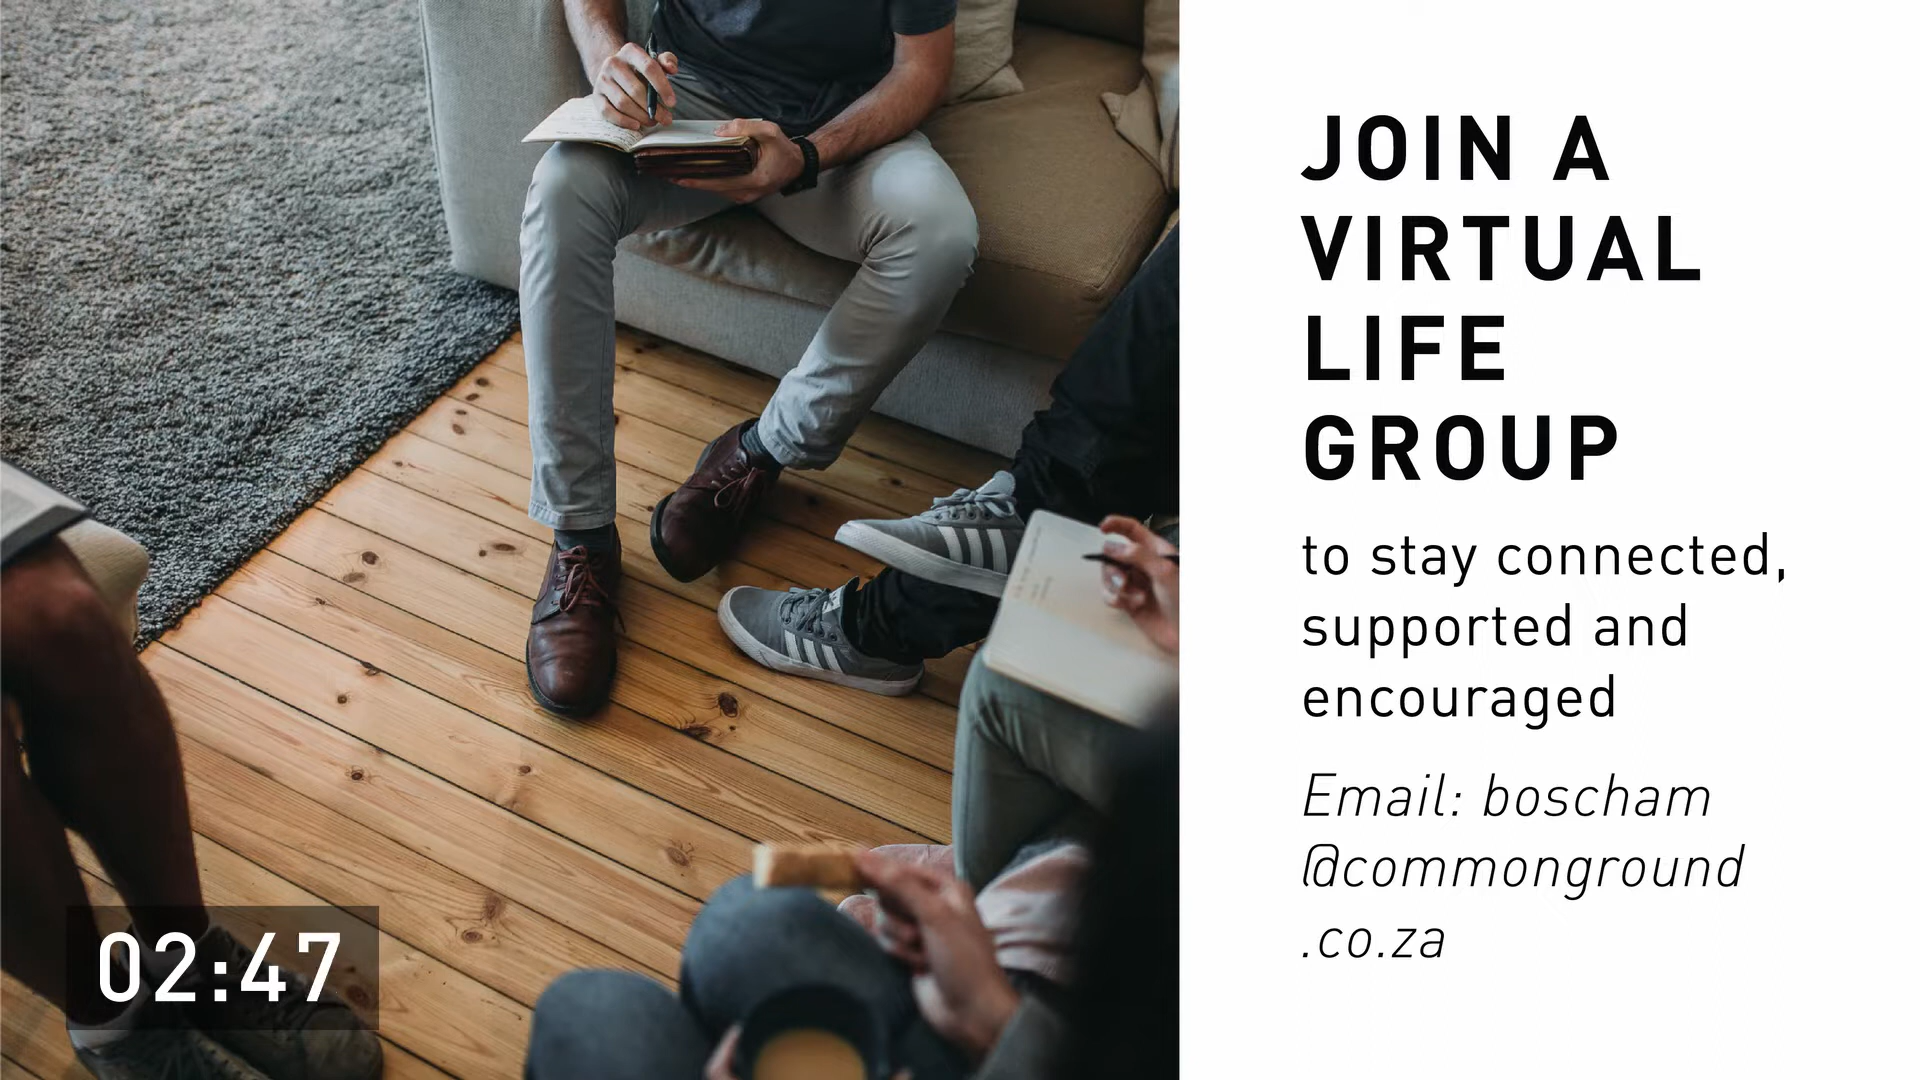 JOIN A
VIRTUAL
LIFE
GROUP
to stay connected,
supported and
encouraged
Email: boscham
@commonground
.co.za
02:47